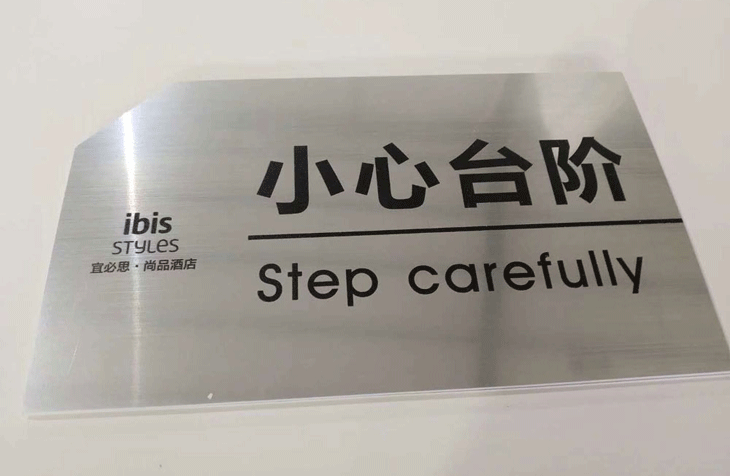 ibis
STYLES
宜必思·尚品酒店
小心台阶
Step carefully